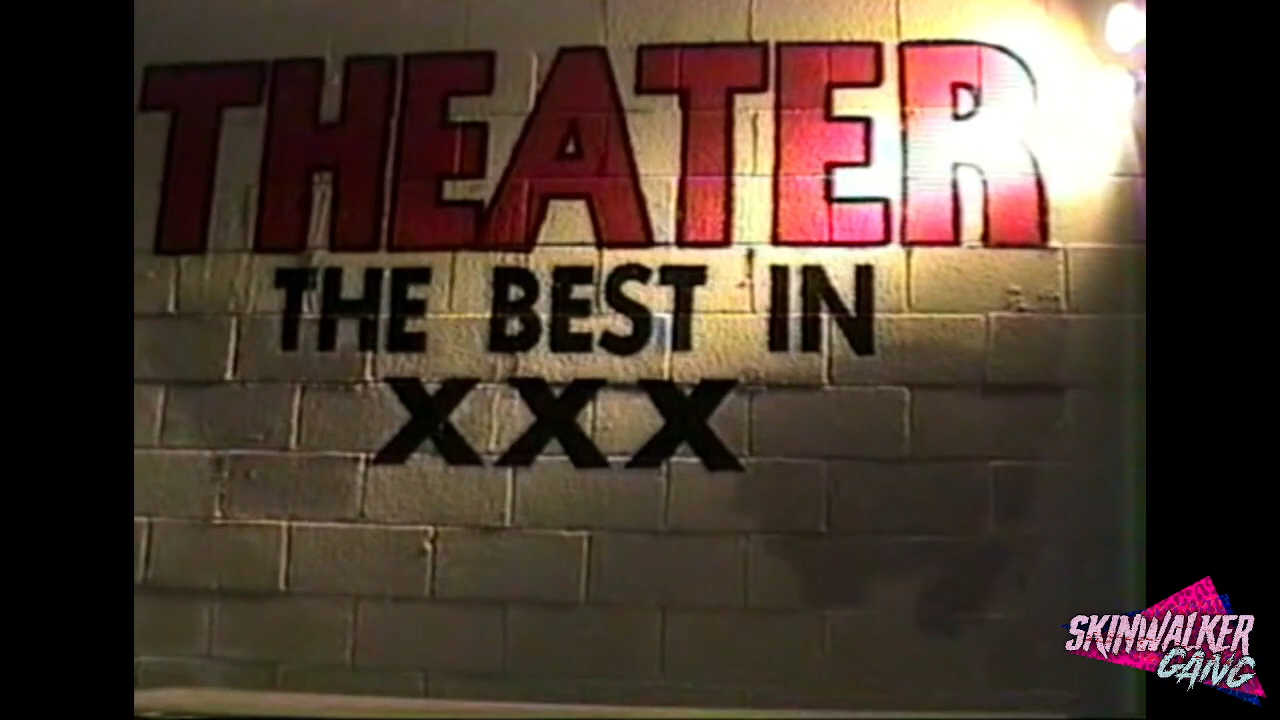 THEATER
THE BEST IN
XXX
SKINWALKER
GANG